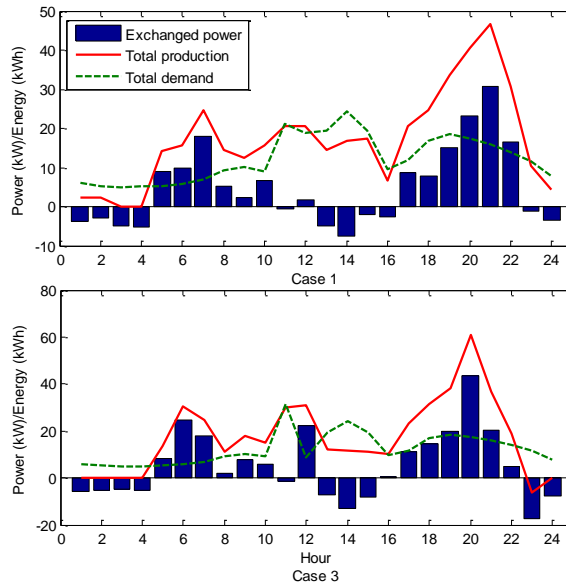 50
40
30
20
10
0
-10
Power (kW)/Energy (kWh)
Exchanged power
Total production
Total demand
0 2 4 6 8 10 12 14 16 18 20 22 24
Case 1
80
60
40
20
0
-20
Power (kW)/Energy (kWh)
0 2 4 6 8 10 12 14 16 18 20 22 24
Hour
Case 3